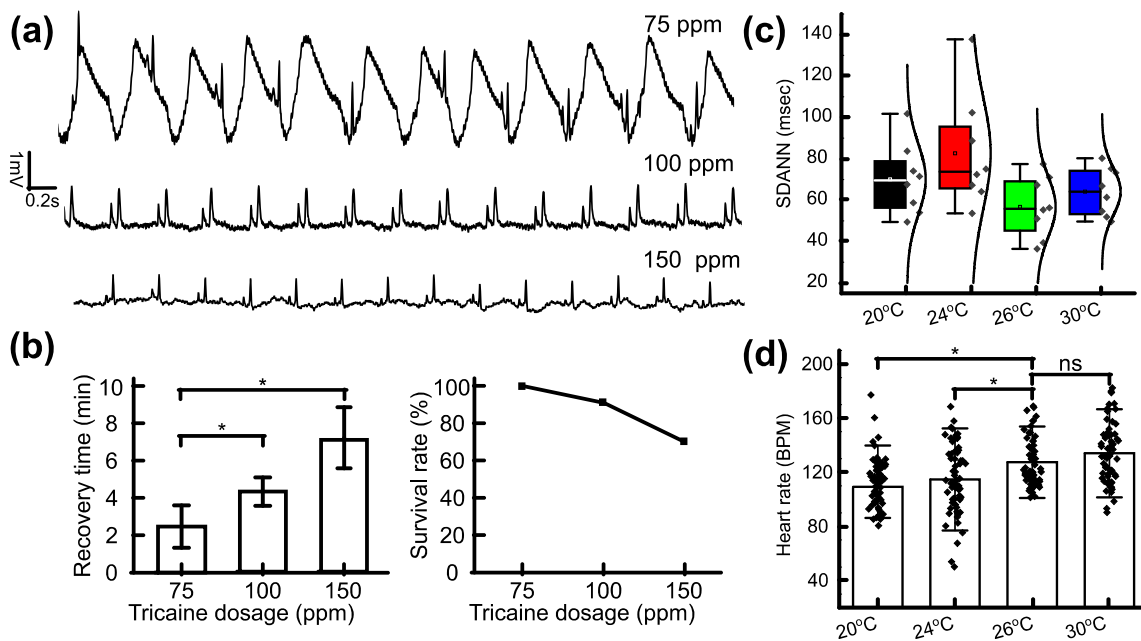 (a)
75 ppm
1mV
0.2s
100 ppm
150 ppm
(b)
Recovery time (min)
10
8
6
4
2
0
*
*
75 100 150
Tricaine dosage (ppm)
Survival rate (%)
100
80
60
40
20
0
75 100 150
Tricaine dosage (ppm)
(c)
SDANN (msec)
140
120
100
80
60
40
20
20°C 24°C 26°C 30°C
(d)
Heart rate (BPM)
200
160
120
80
40
*
*
ns
20°C 24°C 26°C 30°C